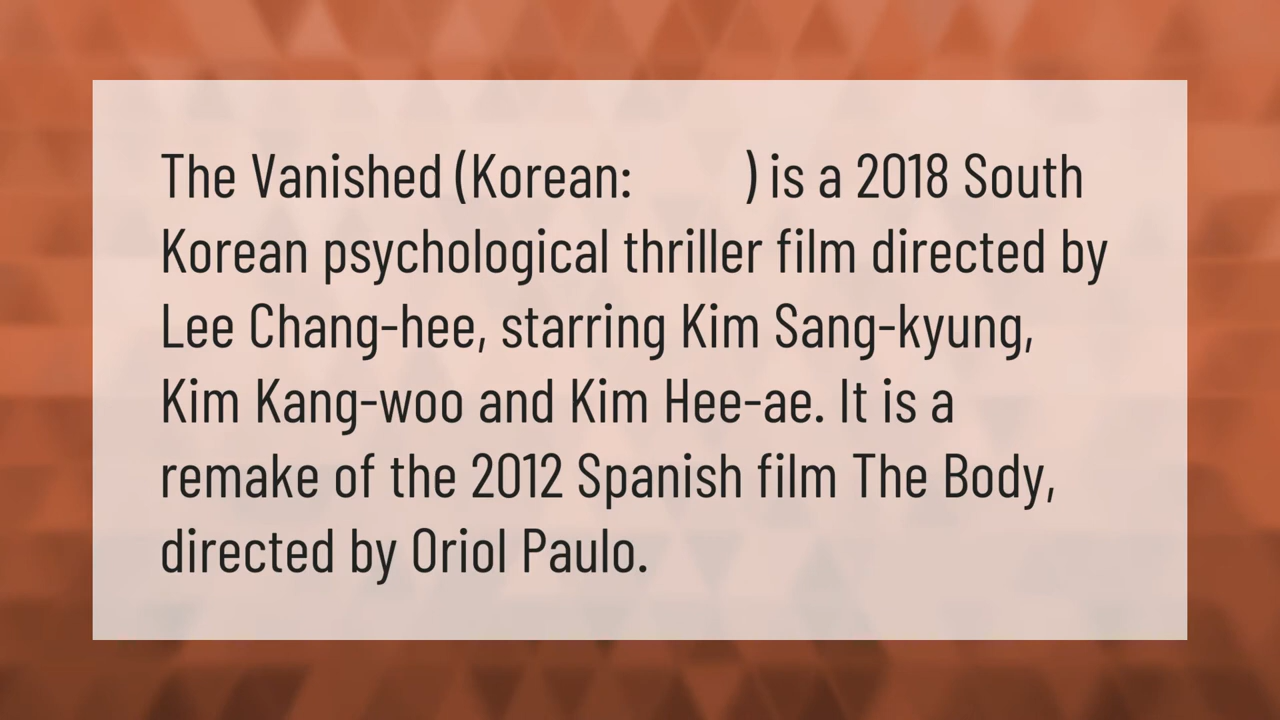 The Vanished (Korean: ) is a 2018 South
Korean psychological thriller film directed by
Lee Chang-hee, starring Kim Sang-kyung,
Kim Kang-woo and Kim Hee-ae. It is a
remake of the 2012 Spanish film The Body,
directed by Oriol Paulo.